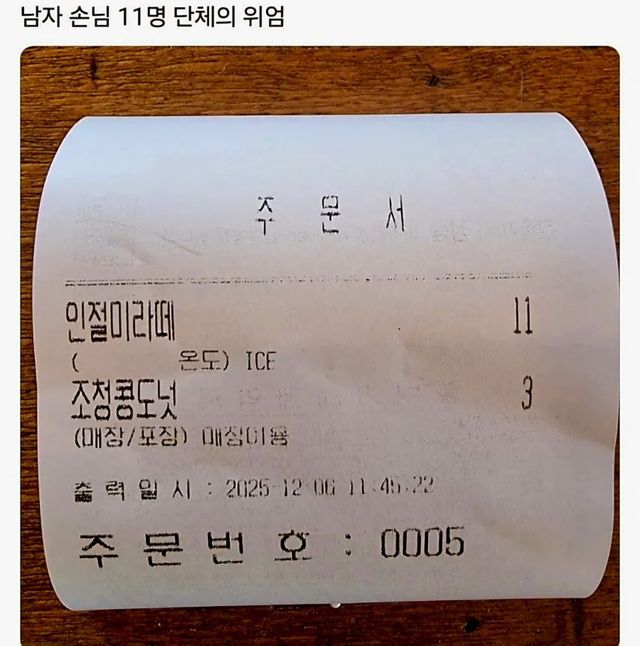 남자 손님 11명 단체의 위엄
주 문 서
인절미라떼 11
( 온도) ICE
조청콩도넛 3
(매장/포장) 매장이용
출 력 일 시 : 2025-12-06 11:45:22
주 문 번 호 : 0005